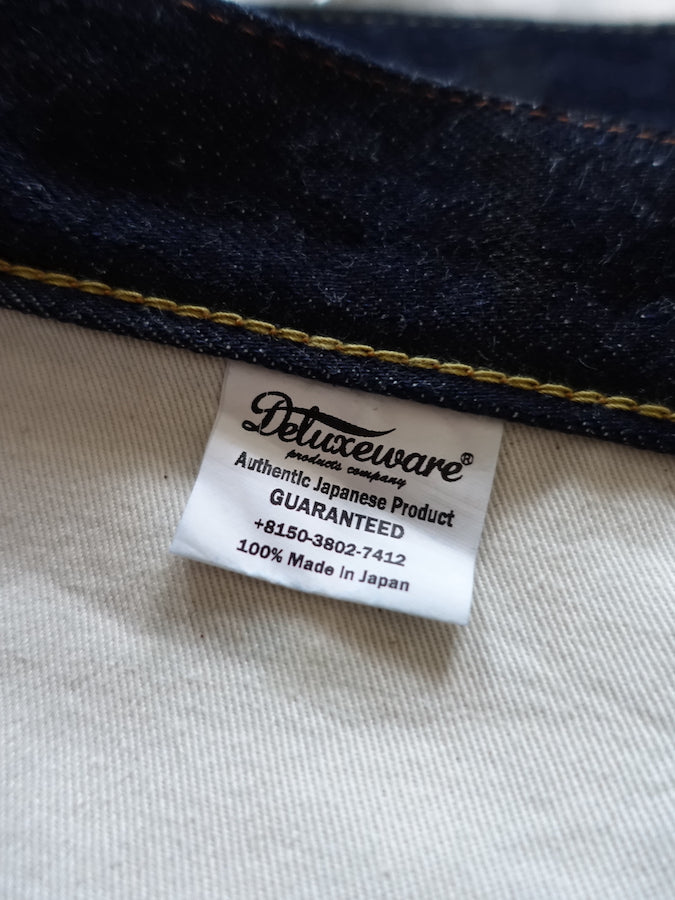 Deluxeware®
products company
Authentic Japanese Product
GUARANTEED
+8150-3802-7412
100% Made in Japan